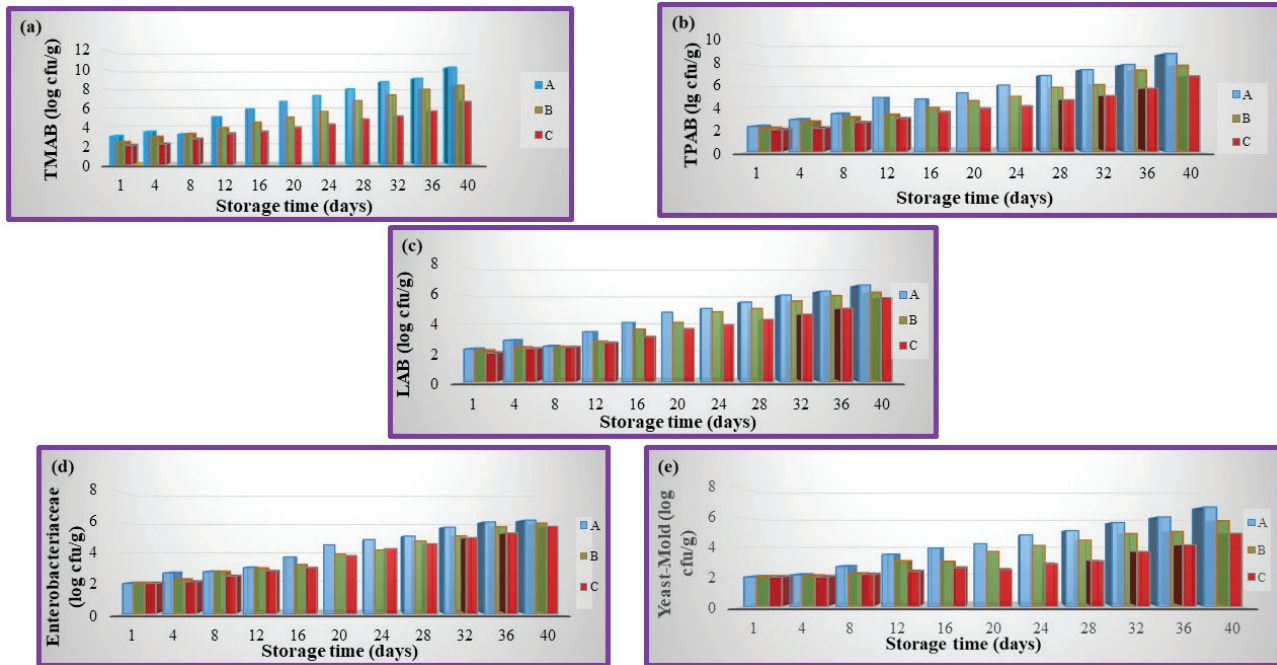 (a)
TMAB (log cfu/g)
12
10
8
6
4
2
0
1 4 8 12 16 20 24 28 32 36 40
Storage time (days)
A
B
C
(b)
TPAB (lg cfu/g)
10
8
6
4
2
0
1 4 8 12 16 20 24 28 32 36 40
Storage time (days)
A
B
C
(c)
LAB (log cfu/g)
8
6
4
2
0
1 4 8 12 16 20 24 28 32 36 40
Storage time (days)
A
B
C
(d)
Enterobacteriaceae
(log cfu/g)
8
6
4
2
0
1 4 8 12 16 20 24 28 32 36 40
Storage time (days)
A
B
C
(e)
Yeast-Mold (log
cfu/g)
8
6
4
2
0
1 4 8 12 16 20 24 28 32 36 40
Storage time (days)
A
B
C